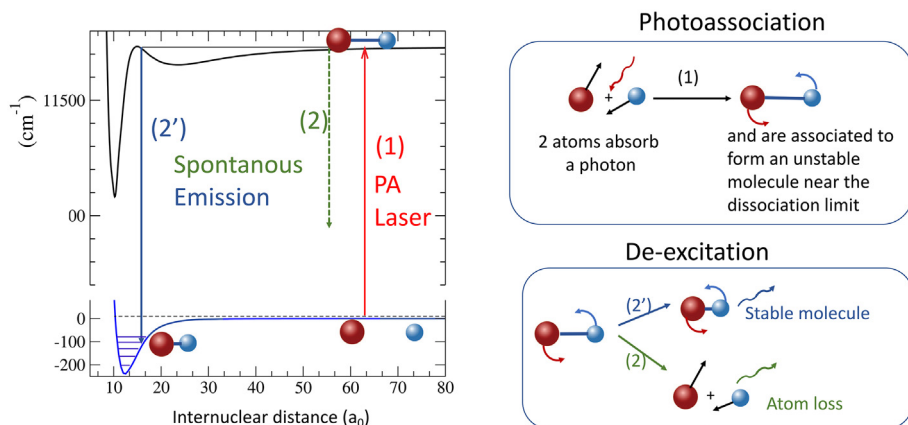 Photoassociation
(1)
+
2 atoms absorb
a photon
and are associated to
form an unstable
molecule near the
dissociation limit
De-excitation
(2')
Stable molecule
(2)
+
Atom loss
(cm⁻¹)
11500
00
0
-100
-200
10 20 30 40 50 60 70 80
Internuclear distance (a₀)
(2')
(2)
(1)
Spontanous
Emission
PA
Laser